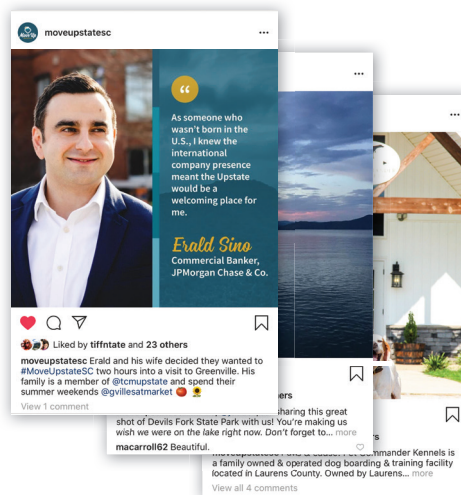 moveupstatesc
“
As someone who
wasn't born in the
U.S., I knew the
international
company presence
meant the Upstate
would be a
welcoming place for
me.
Erald Sino
Commercial Banker,
JPMorgan Chase & Co.
Liked by tiffntate and 23 others
moveupstatesc Erald and his wife decided they wanted to
#MoveUpstateSC two hours into a visit to Greenville. His
family is a member of @tcmupstate and spend their
summer weekends @gvillesatmarket
View 1 comment
sharing this great
shot of Devils Fork State Park with us! You're making us
wish we were on the lake right now. Don't forget to... more
macarroll62 Beautiful.
Commander Kennels is
a family owned & operated dog boarding & training facility
located in Laurens County. Owned by Laurens... more
View all 4 comments